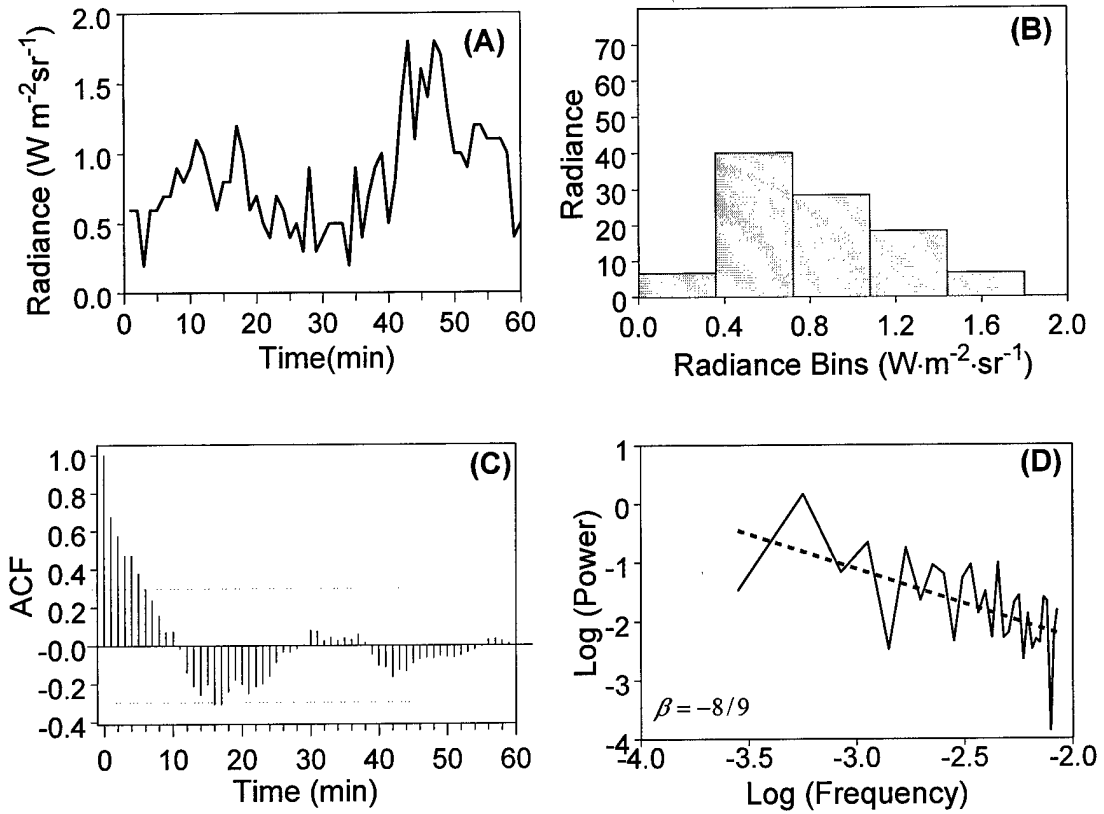 (A)
Radiance (W m⁻²sr⁻¹)
2.0
1.5
1.0
0.5
0.0
0 10 20 30 40 50 60
Time(min)
(B)
Radiance
70
60
50
40
30
20
10
0
0.0 0.4 0.8 1.2 1.6 2.0
Radiance Bins (W·m⁻²·sr⁻¹)
(C)
ACF
1.0
0.8
0.6
0.4
0.2
-0.0
-0.2
-0.4
0 10 20 30 40 50 60
Time (min)
(D)
Log (Power)
1
0
-1
-2
-3
-4
β = −8/9
-4.0 -3.5 -3.0 -2.5 -2.0
Log (Frequency)